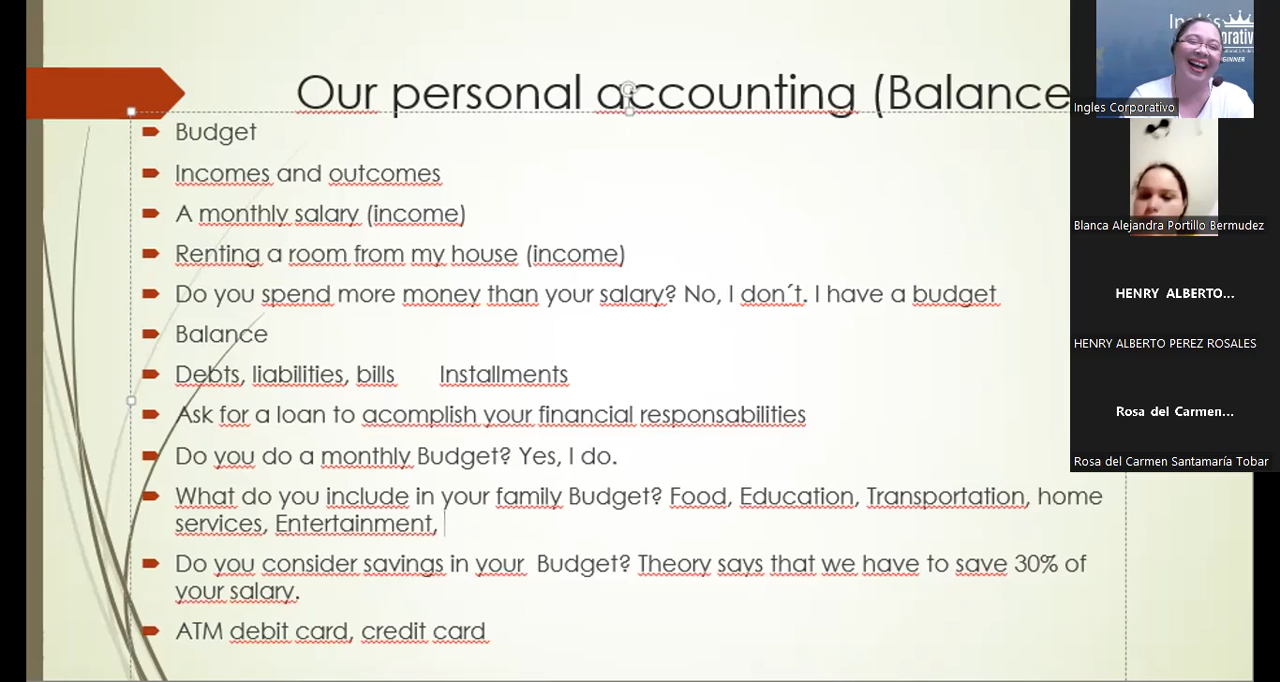 Our personal accounting (Balance
Budget
Incomes and outcomes
A monthly salary (income)
Renting a room from my house (income)
Do you spend more money than your salary? No, I don´t. I have a budget
Balance
Debts, liabilities, bills Installments
Ask for a loan to acomplish your financial responsabilities
Do you do a monthly Budget? Yes, I do.
What do you include in your family Budget? Food, Education, Transportation, home
services, Entertainment,
Do you consider savings in your Budget? Theory says that we have to save 30% of
your salary.
ATM debit card, credit card
Ingles Corporativo
Blanca Alejandra Portillo Bermudez
HENRY ALBERTO...
HENRY ALBERTO PEREZ ROSALES
Rosa del Carmen...
Rosa del Carmen Santamaría Tobar